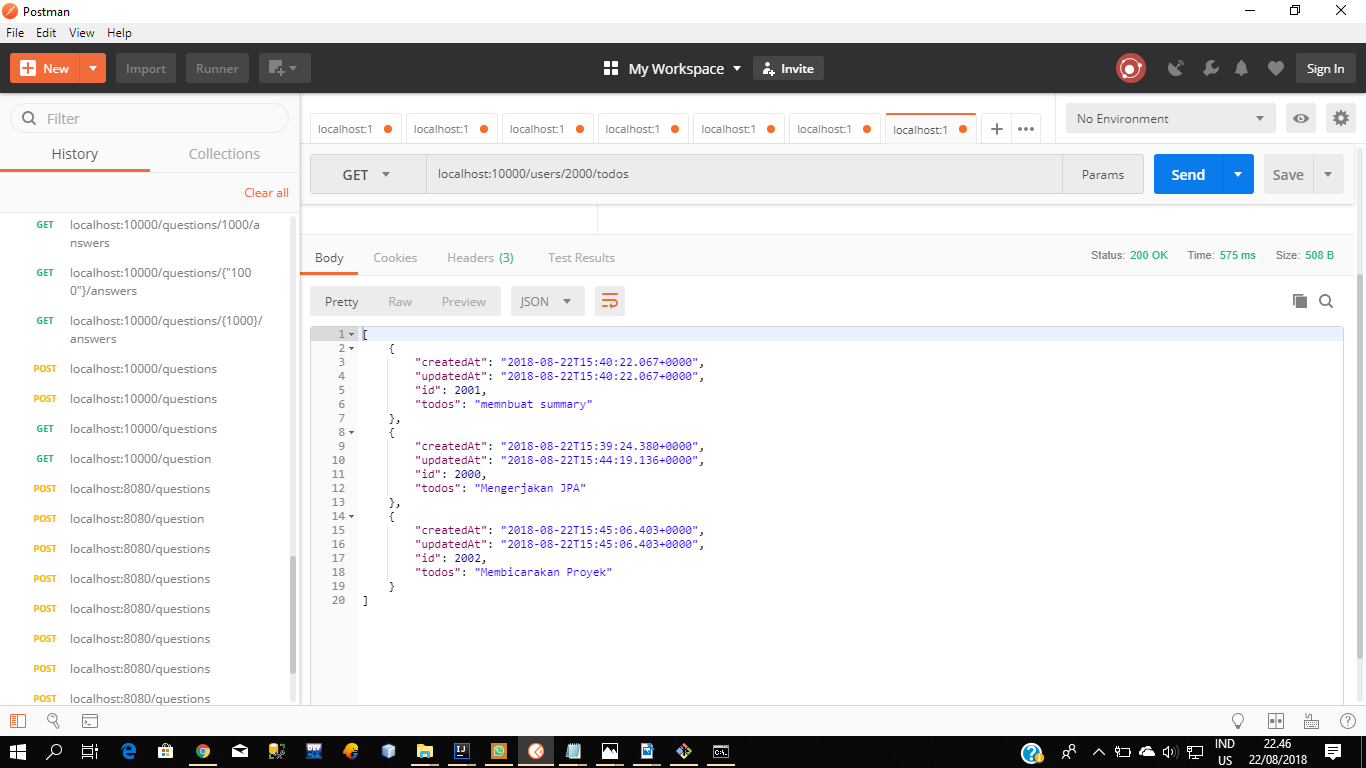 Postman
File Edit View Help
New Import Runner My Workspace Invite Sign In
Filter
History Collections
Clear all
GET localhost:10000/questions/1000/a
nswers
GET localhost:10000/questions/{"100
0"}/answers
GET localhost:10000/questions/{1000}/
answers
POST localhost:10000/questions
POST localhost:10000/questions
GET localhost:10000/questions
GET localhost:10000/question
POST localhost:8080/questions
POST localhost:8080/question
POST localhost:8080/questions
POST localhost:8080/questions
POST localhost:8080/questions
POST localhost:8080/questions
POST localhost:8080/questions
POST localhost:8080/questions
localhost:1 localhost:1 localhost:1 localhost:1 localhost:1 localhost:1 localhost:1
No Environment
GET localhost:10000/users/2000/todos Params Send Save
Body Cookies Headers (3) Test Results Status: 200 OK Time: 575 ms Size: 508 B
Pretty Raw Preview JSON
1 [
2 {
3 "createdAt": "2018-08-22T15:40:22.067+0000",
4 "updatedAt": "2018-08-22T15:40:22.067+0000",
5 "id": 2001,
6 "todos": "memnbuat summary"
7 },
8 {
9 "createdAt": "2018-08-22T15:39:24.380+0000",
10 "updatedAt": "2018-08-22T15:44:19.136+0000",
11 "id": 2000,
12 "todos": "Mengerjakan JPA"
13 },
14 {
15 "createdAt": "2018-08-22T15:45:06.403+0000",
16 "updatedAt": "2018-08-22T15:45:06.403+0000",
17 "id": 2002,
18 "todos": "Membicarakan Proyek"
19 }
20 ]
IND 22.46
US 22/08/2018